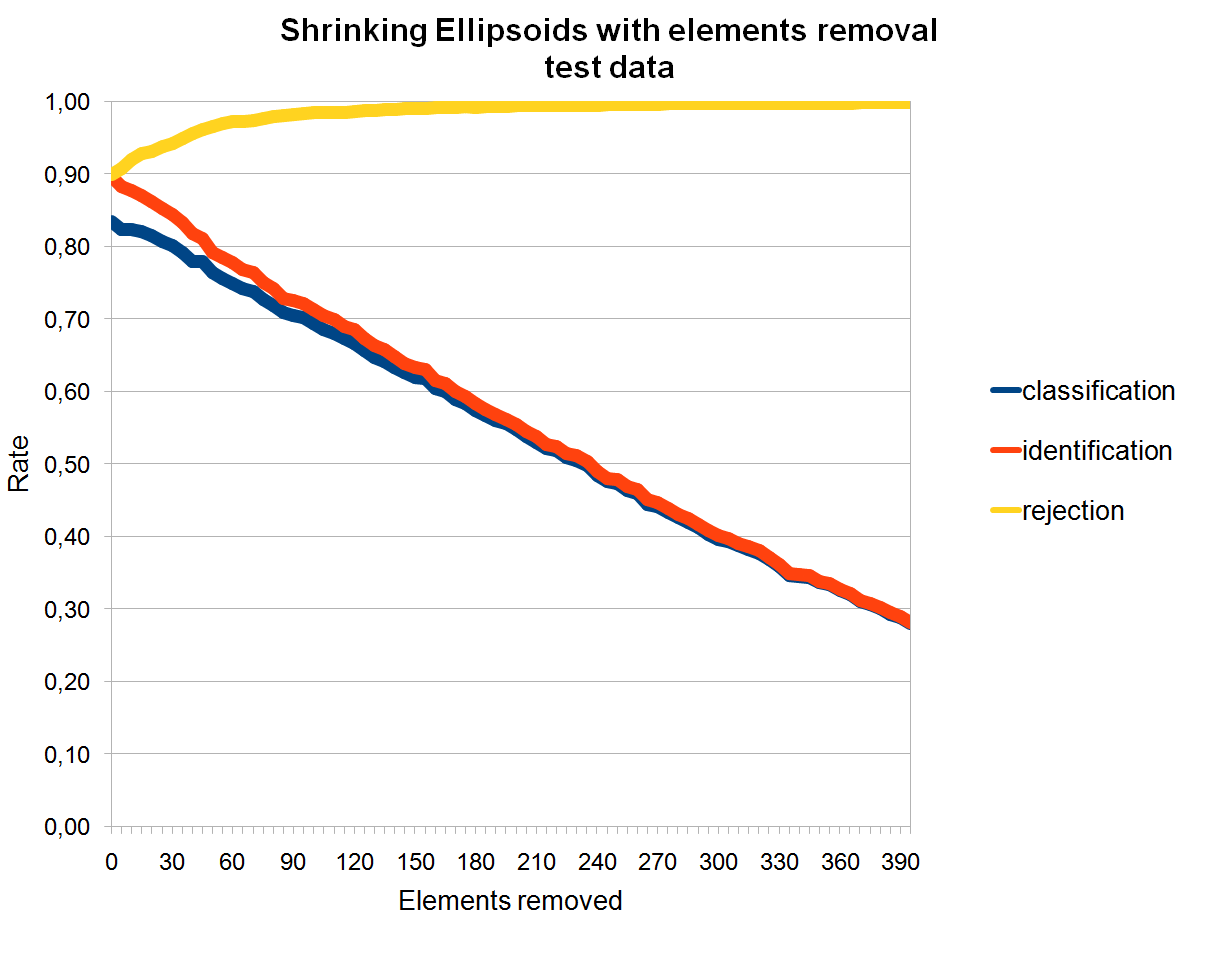 Shrinking Ellipsoids with elements removal
test data
1,00
0,90
0,80
0,70
0,60
0,50
0,40
0,30
0,20
0,10
0,00
Rate
0 30 60 90 120 150 180 210 240 270 300 330 360 390
Elements removed
classification
identification
rejection